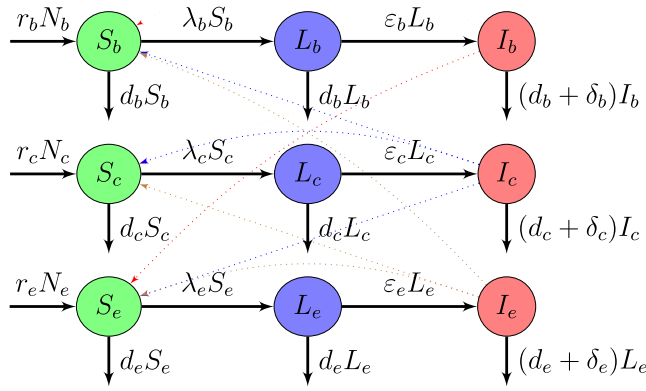 r_bN_b S_b λ_bS_b L_b ε_bL_b I_b
d_bS_b d_bL_b (d_b + δ_b)I_b
r_cN_c S_c λ_cS_c L_c ε_cL_c I_c
d_cS_c d_cL_c (d_c + δ_c)I_c
r_eN_e S_e λ_eS_e L_e ε_eL_e I_e
d_eS_e d_eL_e (d_e + δ_e)L_e